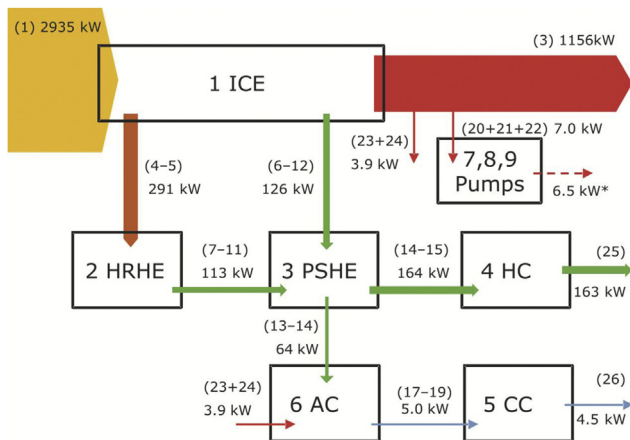 (1) 2935 kW
(3) 1156kW
1 ICE
(20+21+22) 7.0 kW
(23+24)
3.9 kW
7,8,9
Pumps
6.5 kW*
(4–5)
291 kW
(6–12)
126 kW
2 HRHE
(7–11)
113 kW
3 PSHE
(14–15)
164 kW
4 HC
(25)
163 kW
(13–14)
64 kW
(23+24)
3.9 kW
6 AC
(17–19)
5.0 kW
5 CC
(26)
4.5 kW